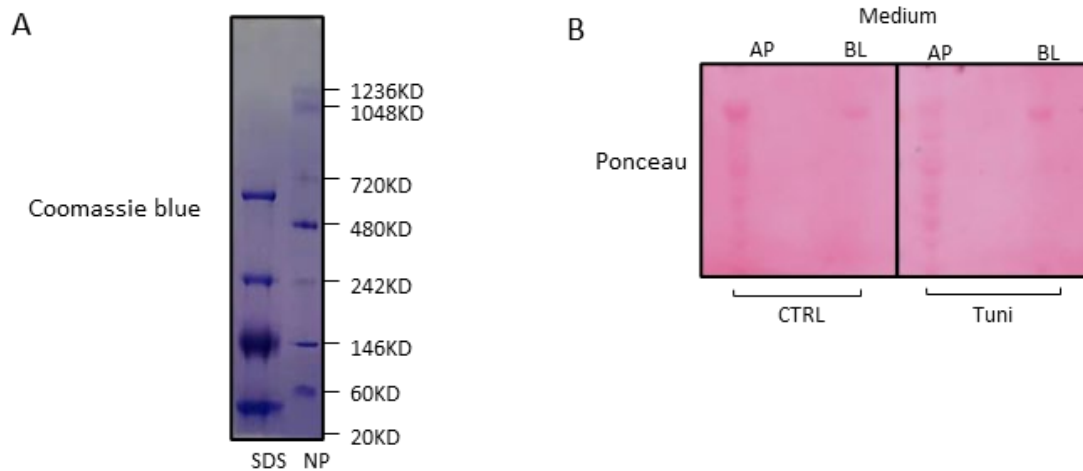 A
Coomassie blue
1236KD
1048KD
720KD
480KD
242KD
146KD
60KD
20KD
SDS NP
B
Medium
AP BL AP BL
Ponceau
CTRL Tuni